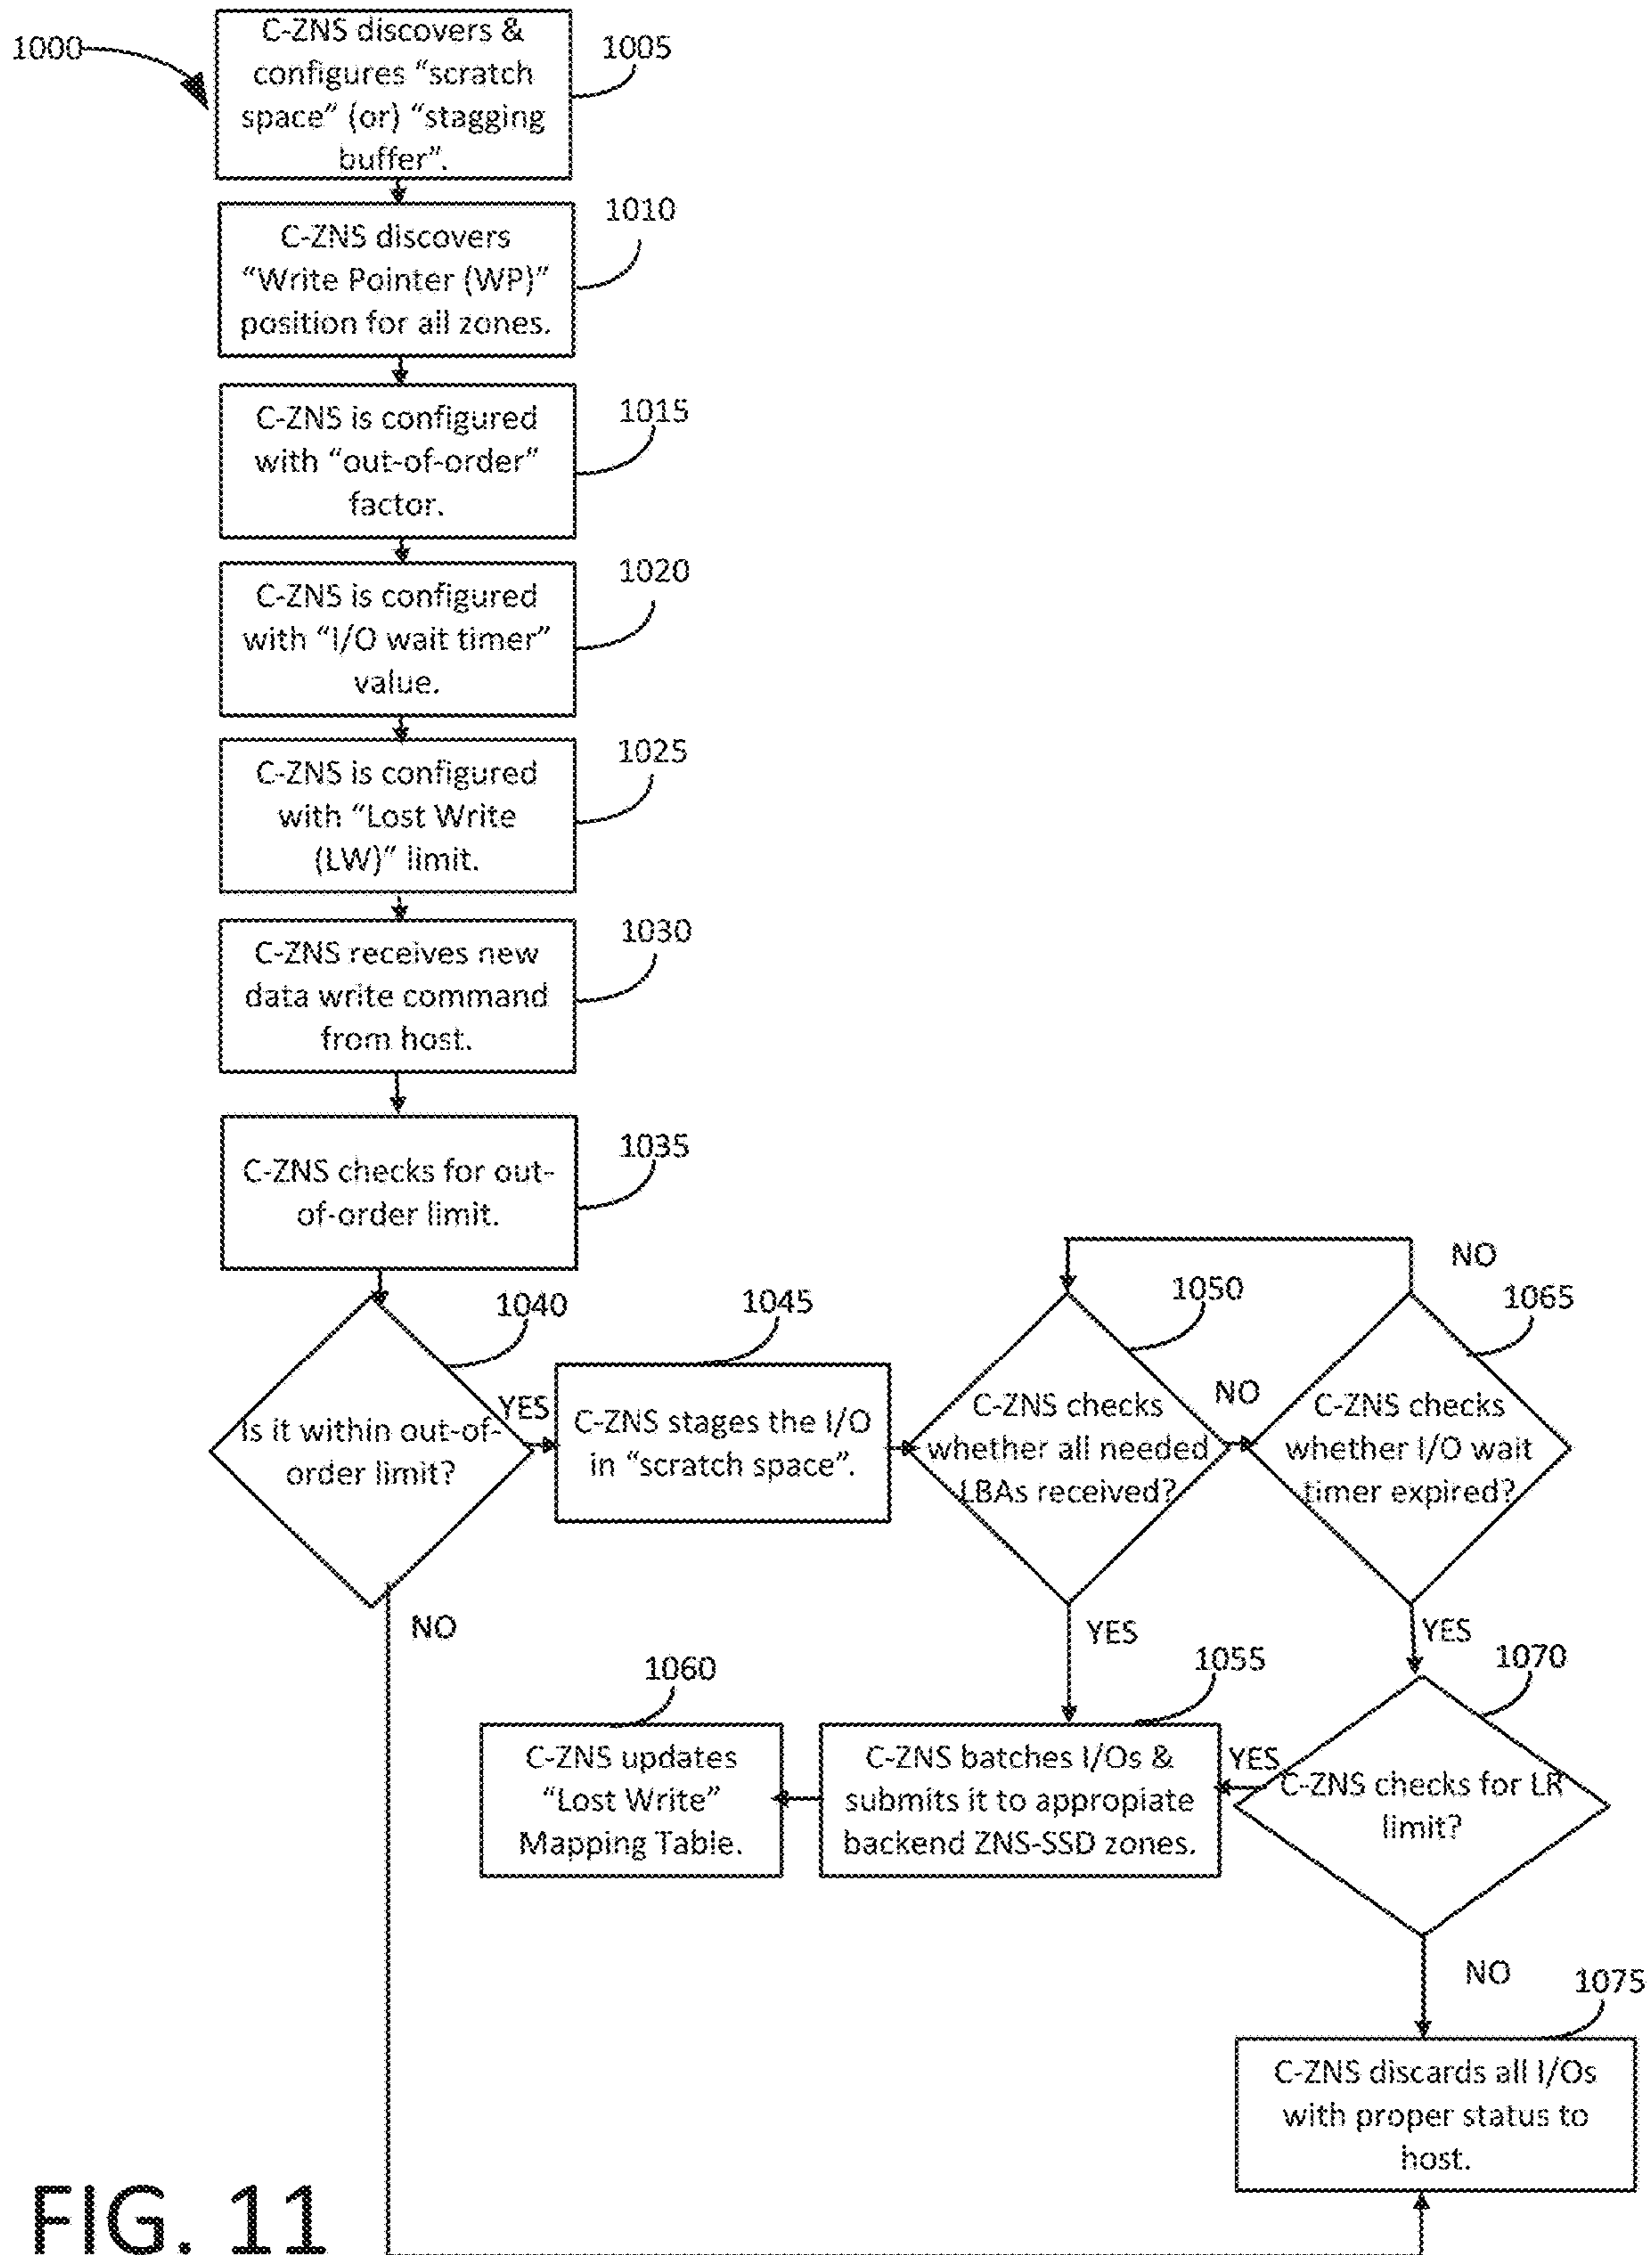 1000
C-ZNS discovers &
configures “scratch
space” (or) “stagging
buffer”.
1005
C-ZNS discovers
“Write Pointer (WP)”
position for all zones.
1010
C-ZNS is configured
with “out-of-order”
factor.
1015
C-ZNS is configured
with “I/O wait timer”
value.
1020
C-ZNS is configured
with “Lost Write
(LW)” limit.
1025
C-ZNS receives new
data write command
from host.
1030
C-ZNS checks for out-
of-order limit.
1035
Is it within out-of-
order limit?
1040
YES
NO
C-ZNS stages the I/O
in “scratch space”.
1045
C-ZNS checks
whether all needed
LBAs received?
1050
NO
YES
C-ZNS checks
whether I/O wait
timer expired?
1065
NO
YES
C-ZNS updates
“Lost Write”
Mapping Table.
1060
C-ZNS batches I/Os &
submits it to appropiate
backend ZNS-SSD zones.
1055
YES
C-ZNS checks for LR
limit?
1070
NO
C-ZNS discards all I/Os
with proper status to
host.
1075
FIG. 11